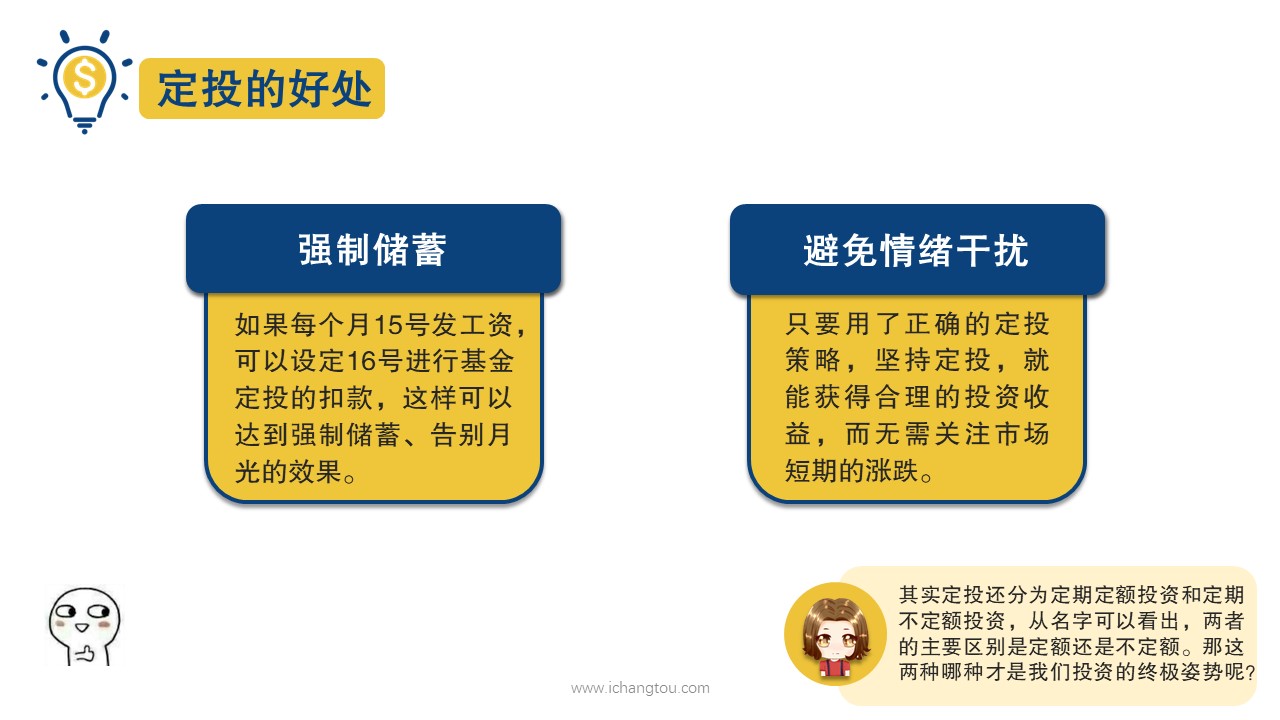 定投的好处
强制储蓄
如果每个月15号发工资，
可以设定16号进行基金
定投的扣款，这样可以
达到强制储蓄、告别月
光的效果。
避免情绪干扰
只要用了正确的定投
策略，坚持定投，就
能获得合理的投资收
益，而无需关注市场
短期的涨跌。
其实定投还分为定期定额投资和定期
不定额投资，从名字可以看出，两者
的主要区别是定额还是不定额。那这
两种哪种才是我们投资的终极姿势呢?
www.ichangtou.com